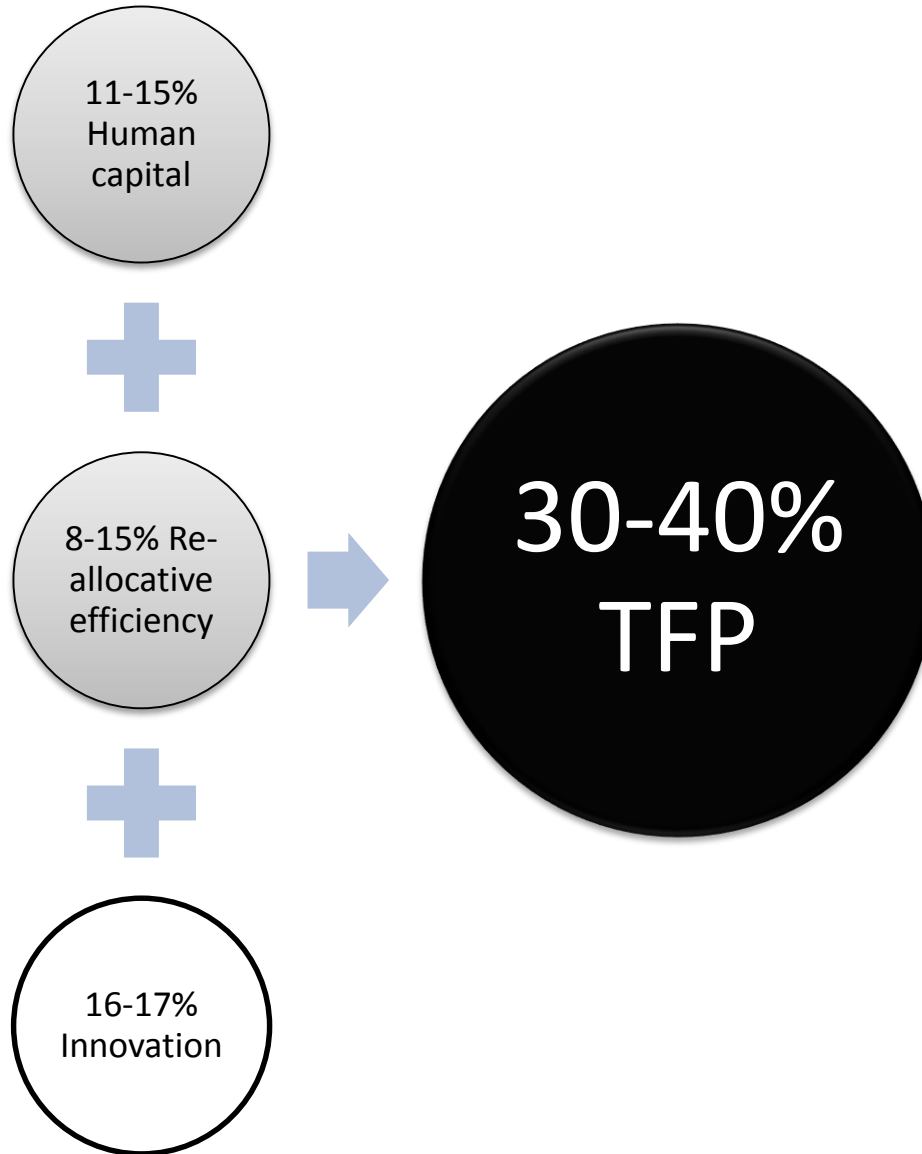 11-15%
Human
capital
8-15% Re-
allocative
efficiency
16-17%
Innovation
30-40%
TFP